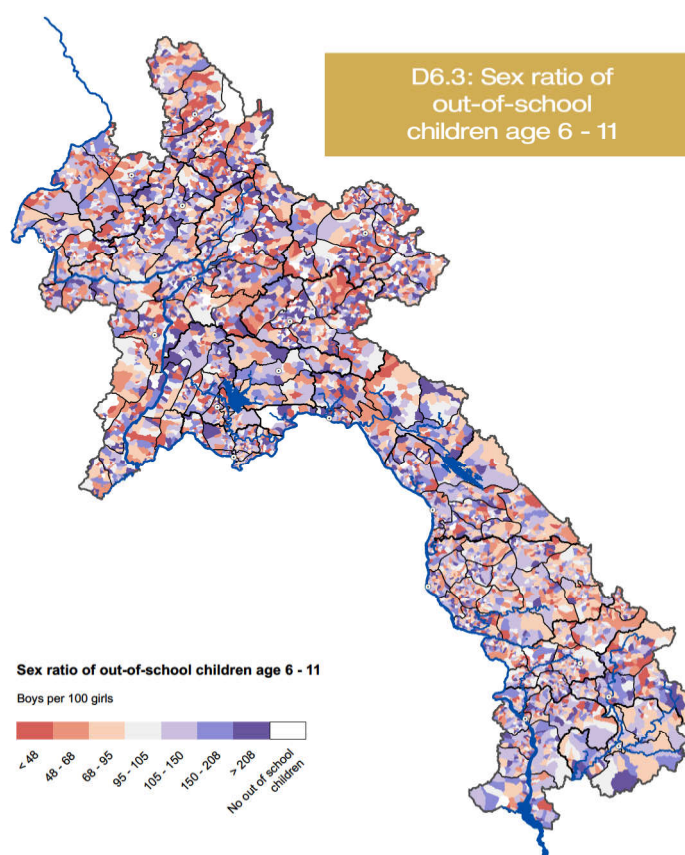 D6.3: Sex ratio of
out-of-school
children age 6 - 11
Sex ratio of out-of-school children age 6 - 11
Boys per 100 girls
< 48
48 - 68
68 - 95
95 - 105
105 - 150
150 - 208
> 208
No out of school
children